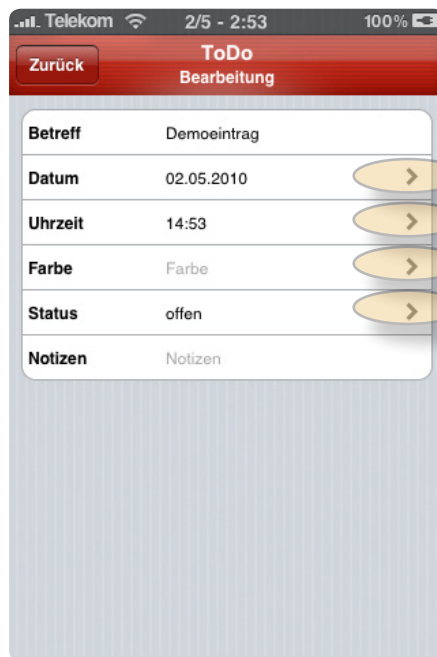 Telekom 2/5 - 2:53 100%
Zurück
ToDo
Bearbeitung
Betreff Demoeintrag
Datum 02.05.2010
Uhrzeit 14:53
Farbe Farbe
Status offen
Notizen Notizen